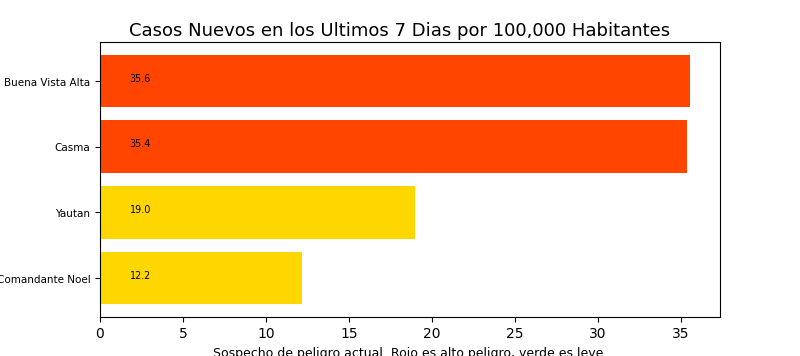 Casos Nuevos en los Ultimos 7 Dias por 100,000 Habitantes
Buena Vista Alta
35.6
Casma
35.4
Yautan
19.0
Comandante Noel
12.2
0 5 10 15 20 25 30 35
Sospecho de peligro actual. Rojo es alto peligro, verde es leve